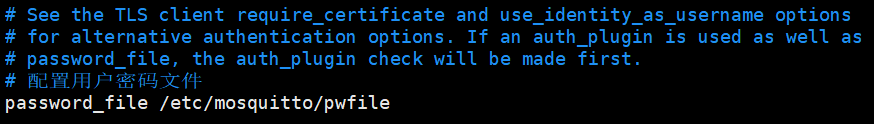 # See the TLS client require_certificate and use_identity_as_username options
# for alternative authentication options. If an auth_plugin is used as well as
# password_file, the auth_plugin check will be made first.
# 配置用户密码文件
password_file /etc/mosquitto/pwfile